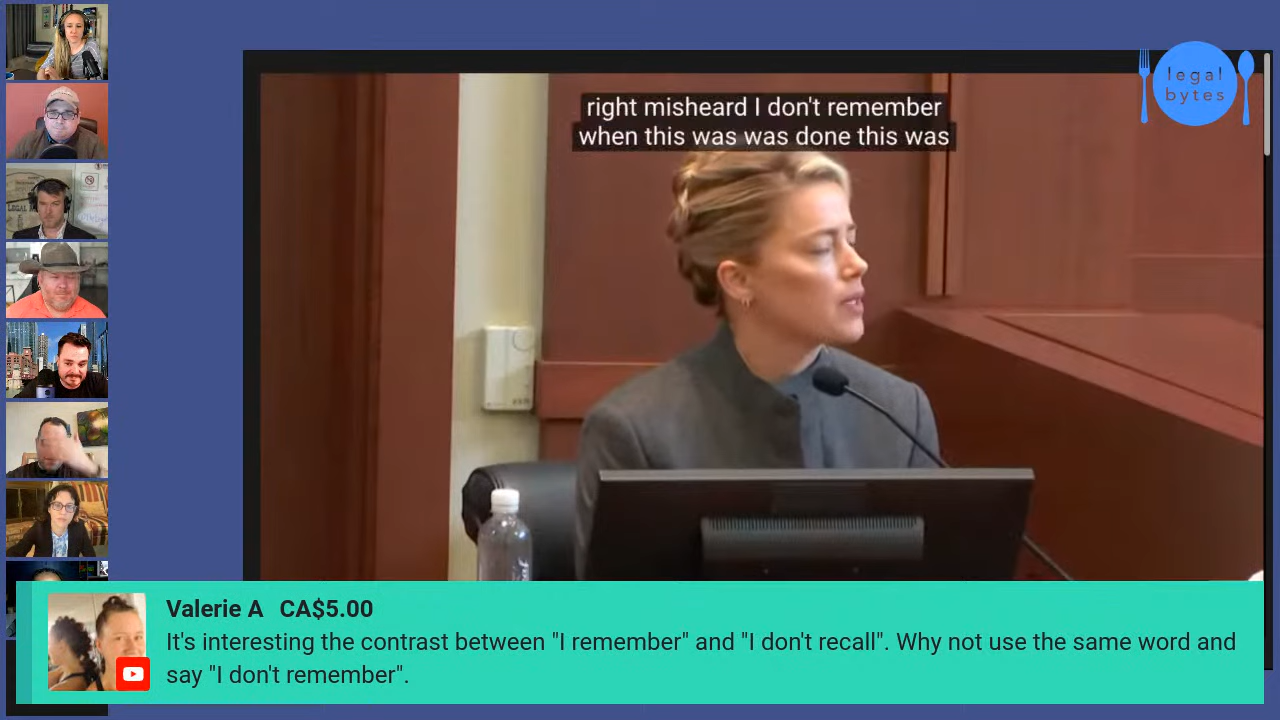 legal
bytes
right misheard I don't remember
when this was was done this was
Valerie A CA$5.00
It's interesting the contrast between "I remember" and "I don't recall". Why not use the same word and
say "I don't remember".